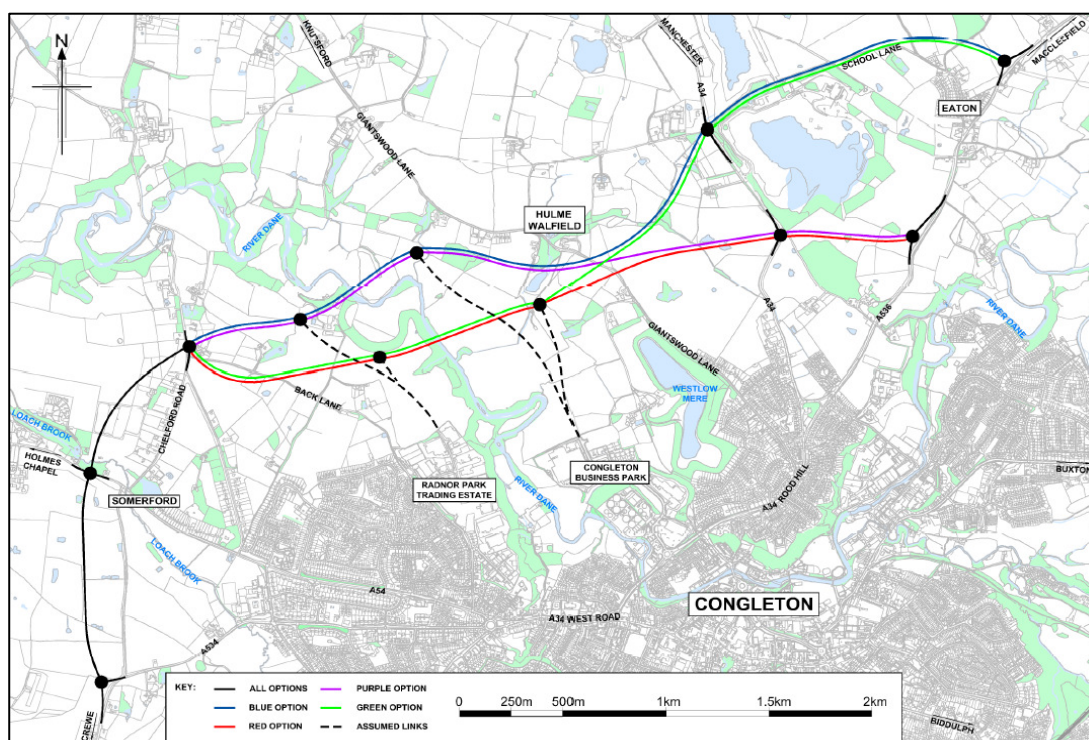 N
KNUTSFORD
MANCHESTER
A34
SCHOOL LANE
MACCLESFIELD
EATON
GIANTSWOOD LANE
HULME
WALFIELD
RIVER DANE
A34
A536
RIVER DANE
GIANTSWOOD LANE
WESTLOW
MERE
CHELFORD ROAD
BACK LANE
LOACH BROOK
HOLMES
CHAPEL
SOMERFORD
RADNOR PARK
TRADING ESTATE
CONGLETON
BUSINESS PARK
RIVER DANE
A34 ROOD HILL
BUXTON
LOACH BROOK
A54
A34 WEST ROAD
CONGLETON
A534
CREWE
BIDDULPH
KEY:
ALL OPTIONS
PURPLE OPTION
BLUE OPTION
GREEN OPTION
RED OPTION
ASSUMED LINKS
0 250m 500m 1km 1.5km 2km